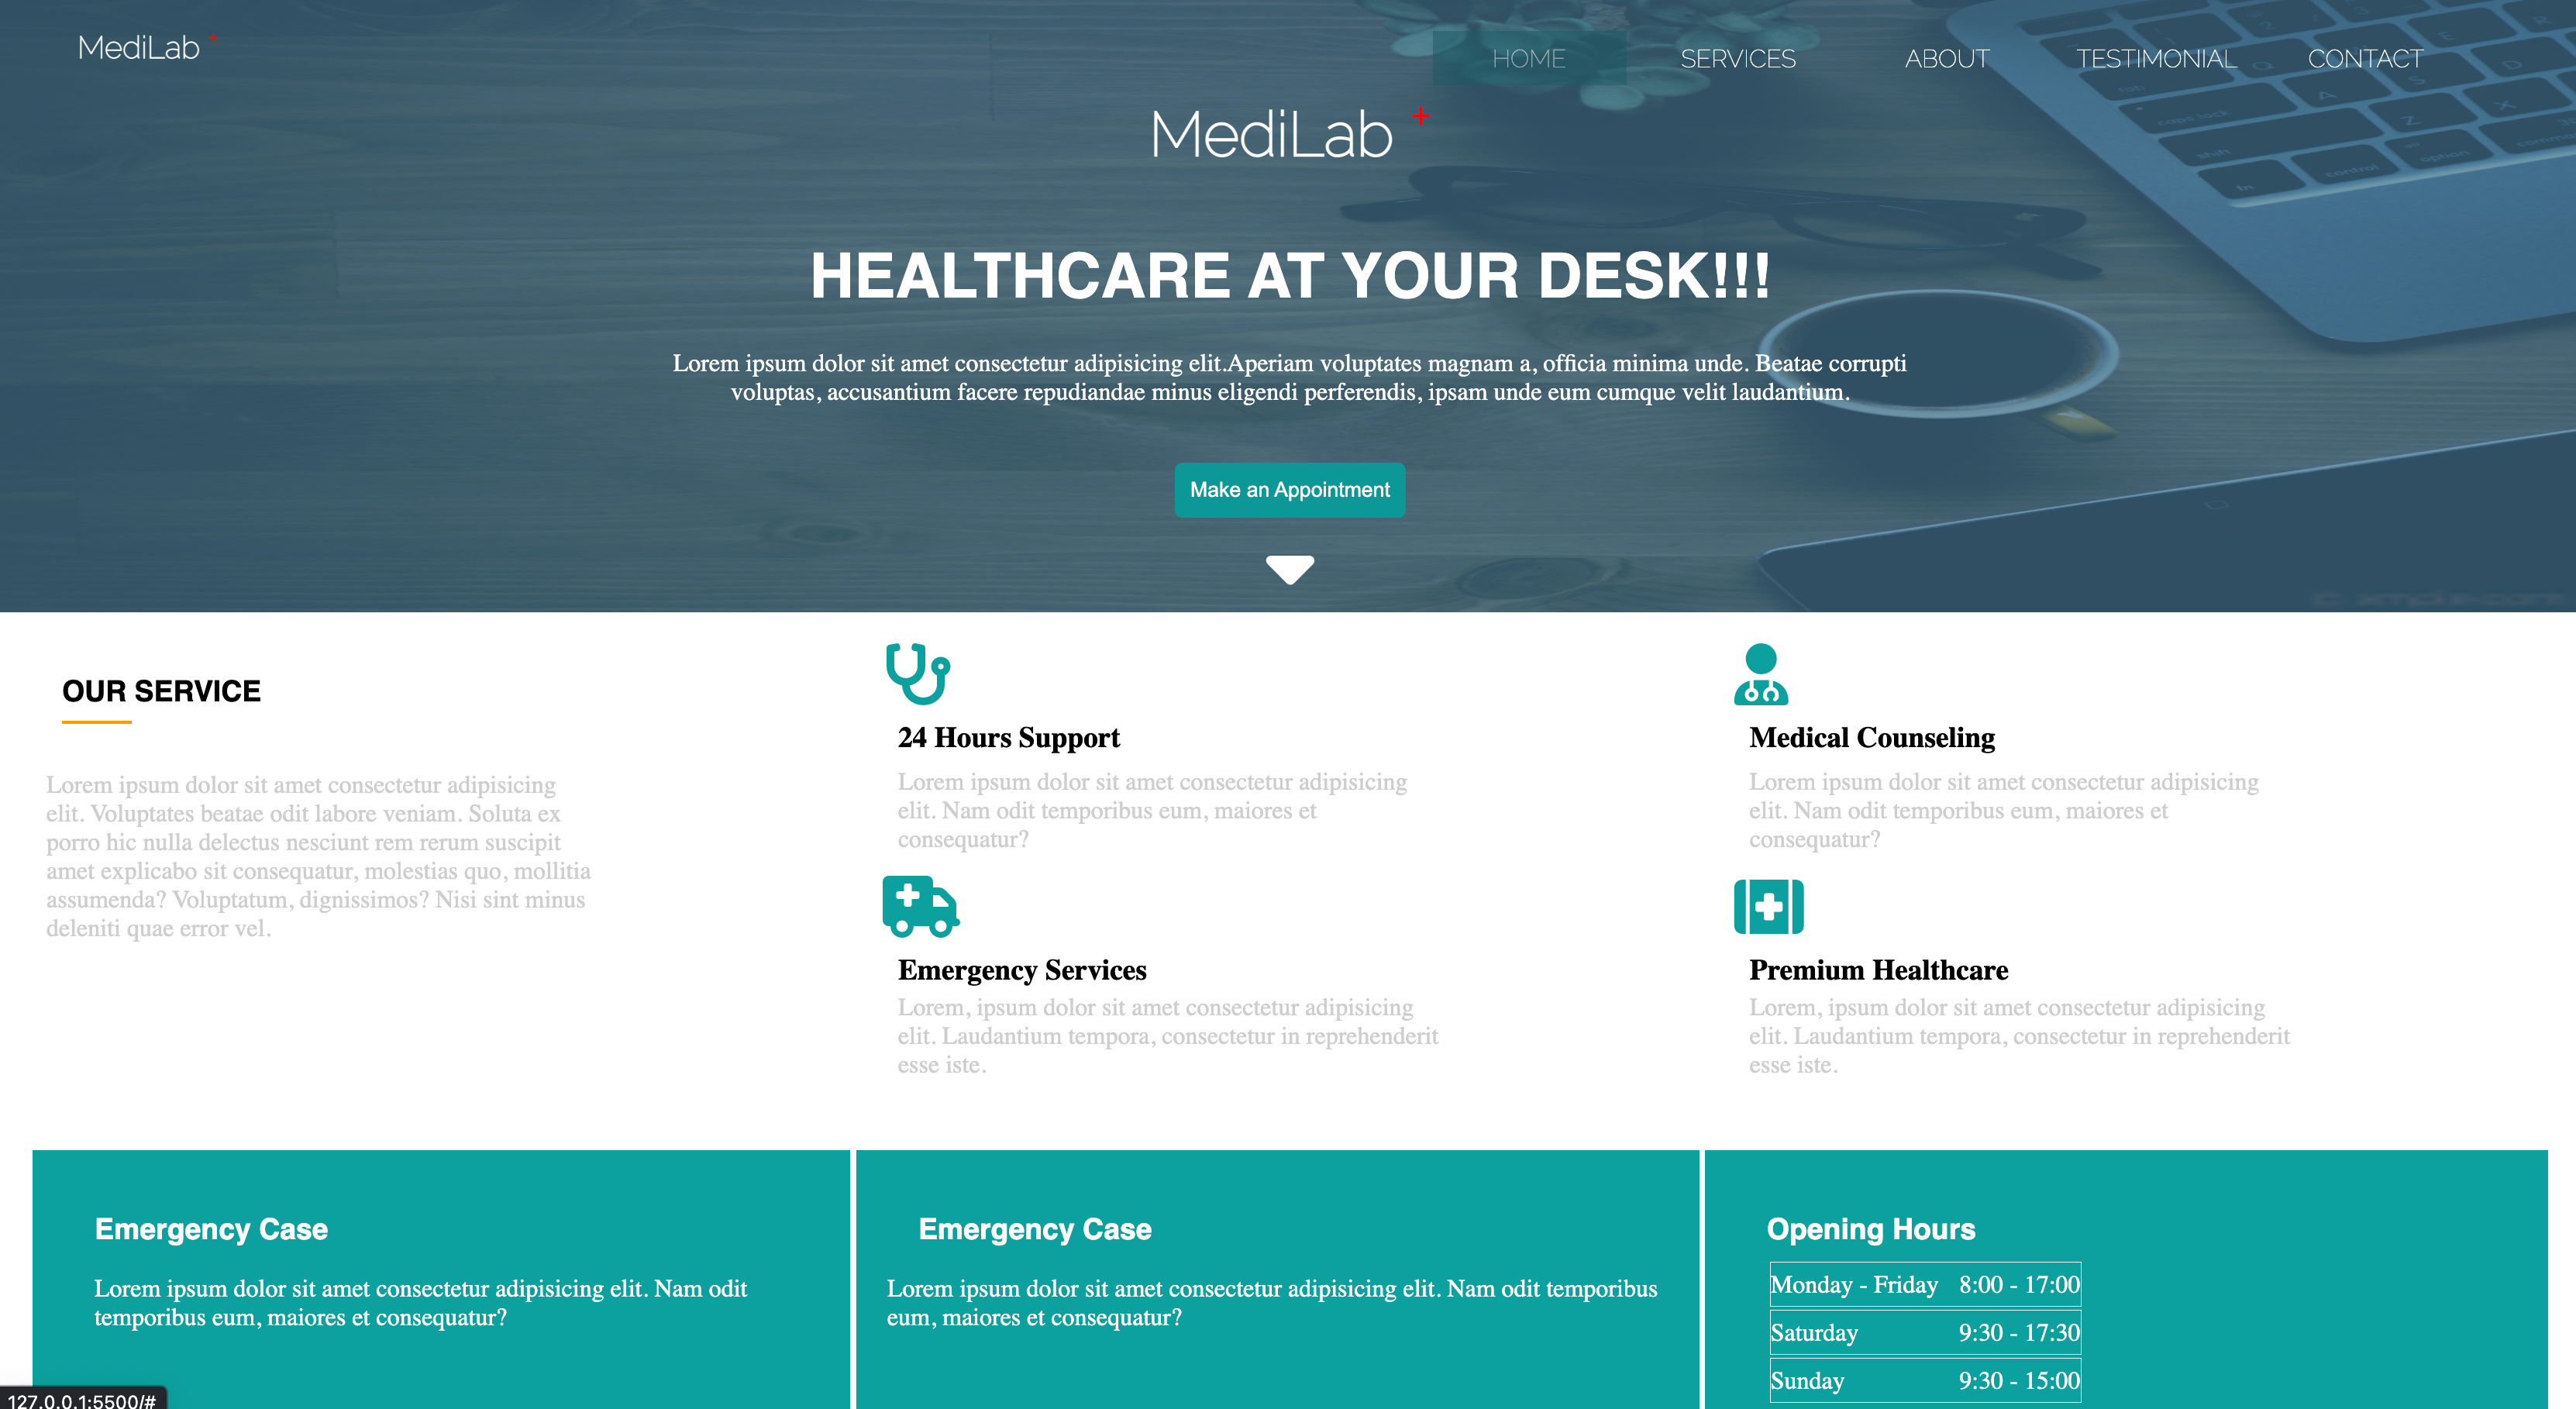 MediLab +
HOME SERVICES ABOUT TESTIMONIAL CONTACT
MediLab +
HEALTHCARE AT YOUR DESK!!!
Lorem ipsum dolor sit amet consectetur adipisicing elit.Aperiam voluptates magnam a, officia minima unde. Beatae corrupti
voluptas, accusantium facere repudiandae minus eligendi perferendis, ipsam unde eum cumque velit laudantium.
Make an Appointment
OUR SERVICE
Lorem ipsum dolor sit amet consectetur adipisicing
elit. Voluptates beatae odit labore veniam. Soluta ex
porro hic nulla delectus nesciunt rem rerum suscipit
amet explicabo sit consequatur, molestias quo, mollitia
assumenda? Voluptatum, dignissimos? Nisi sint minus
deleniti quae error vel.
24 Hours Support
Lorem ipsum dolor sit amet consectetur adipisicing
elit. Nam odit temporibus eum, maiores et
consequatur?
Medical Counseling
Lorem ipsum dolor sit amet consectetur adipisicing
elit. Nam odit temporibus eum, maiores et
consequatur?
Emergency Services
Lorem, ipsum dolor sit amet consectetur adipisicing
elit. Laudantium tempora, consectetur in reprehenderit
esse iste.
Premium Healthcare
Lorem, ipsum dolor sit amet consectetur adipisicing
elit. Laudantium tempora, consectetur in reprehenderit
esse iste.
Emergency Case
Lorem ipsum dolor sit amet consectetur adipisicing elit. Nam odit
temporibus eum, maiores et consequatur?
Emergency Case
Lorem ipsum dolor sit amet consectetur adipisicing elit. Nam odit temporibus
eum, maiores et consequatur?
Opening Hours
Monday - Friday 8:00 - 17:00
Saturday 9:30 - 17:30
Sunday 9:30 - 15:00
127.0.0.1:5500/#